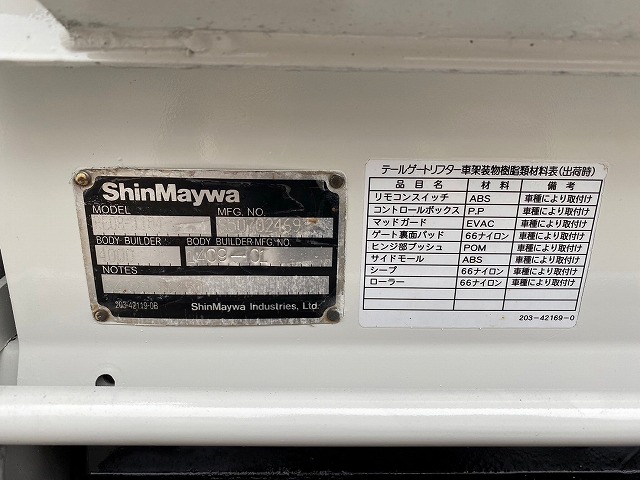 ShinMaywa
MODEL MFG. NO.
BODY BUILDER BODY BUILDER-MFG. NO.
A09-01
NOTES
203-42119-0B ShinMaywa Industries, Ltd.
テールゲートリフター車架装物樹脂類材料表(出荷時)
品名 材料 備考
リモコンスイッチ ABS 車種により取付け
コントロールボックス P.P 車種により取付け
マッドガード EVAC 車種により取付け
ゲート裏面パッド 66ナイロン 車種により取付け
ヒンジ部ブッシュ POM 車種により取付け
サイドモール ABS 車種により取付け
シーブ 66ナイロン 車種により取付け
ローラー 66ナイロン 車種により取付け
203-42169-0